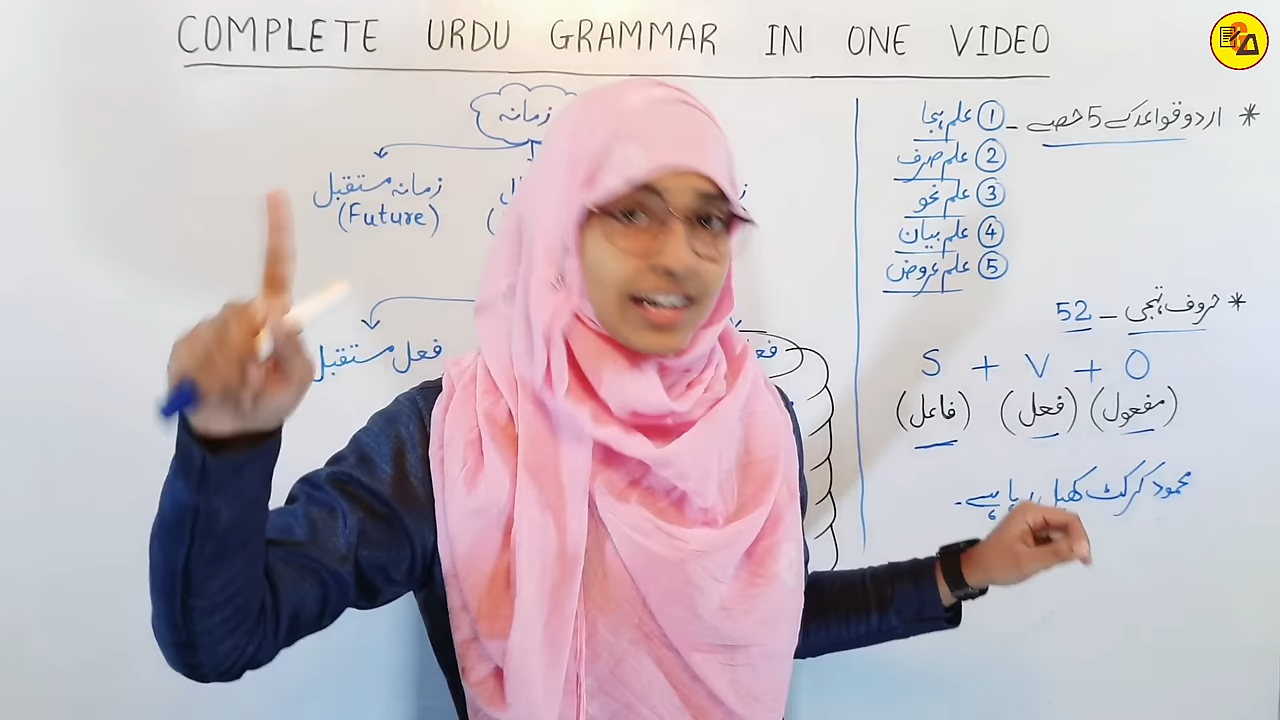 COMPLETE URDU GRAMMAR IN ONE VIDEO
* اردو قواعد کے 5 حصے -
① علم ہجا
② علم صرف
③ علم نحو
④ علم بیان
⑤ علم عروض
* حروف تہجی - 52
S + V + O
(فاعل) (فعل) (مفعول)
محمود کرکٹ کھیل رہا ہے۔
زمانہ
زمانہ مستقبل
(Future)
فعل مستقبل